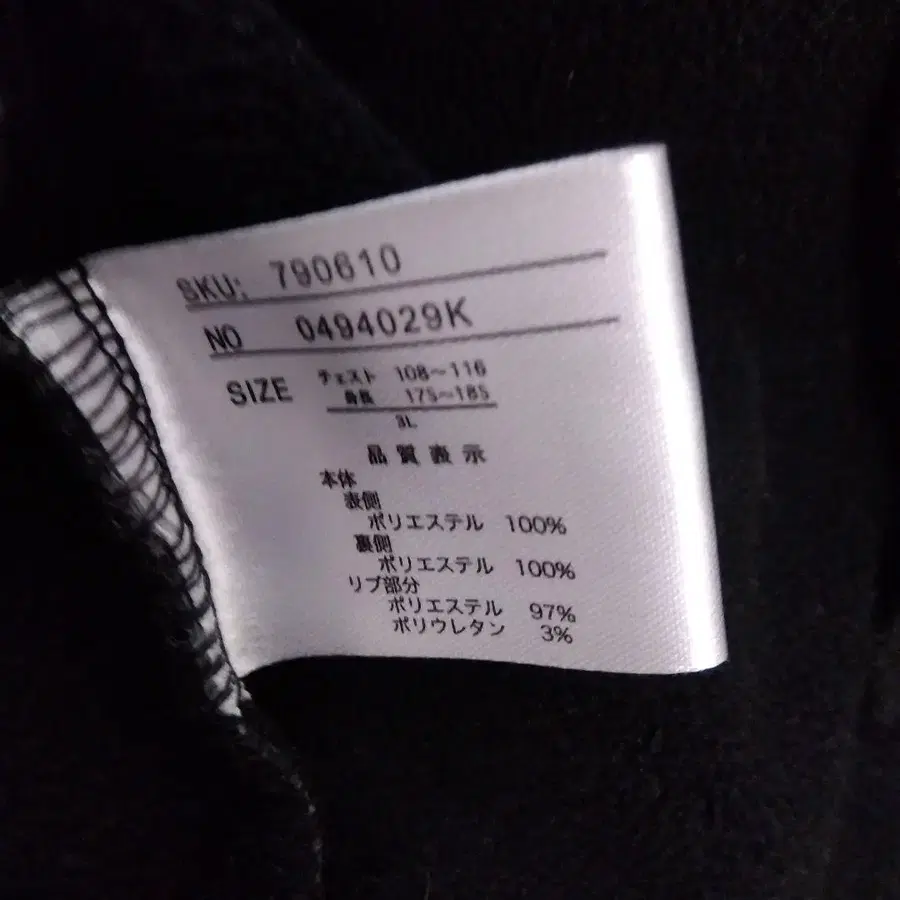 SKU: 790610
NO 0494029K
SIZE チェスト 108~116
身長 175~185
3L
品質表示
本体
表側
ポリエステル 100%
裏側
ポリエステル 100%
リブ部分
ポリエステル 97%
ポリウレタン 3%